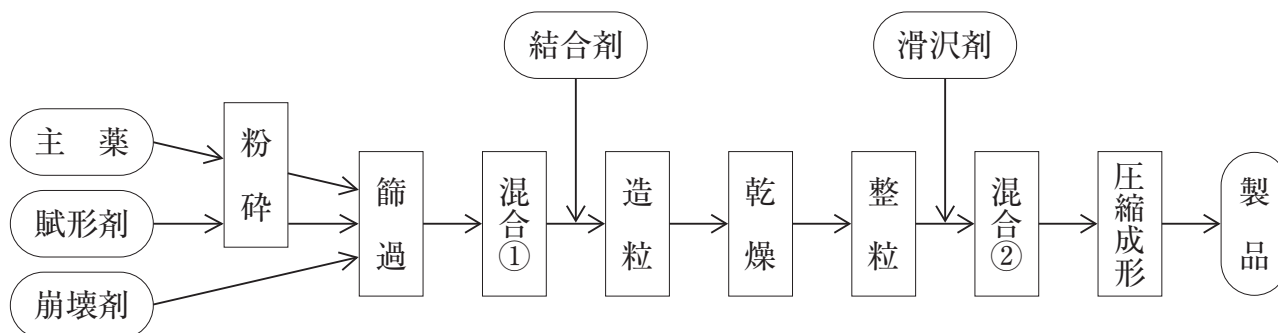 結合剤
滑沢剤
主 薬
賦形剤
崩壊剤
粉砕
篩過
混合①
造粒
乾燥
整粒
混合②
圧縮成形
製品